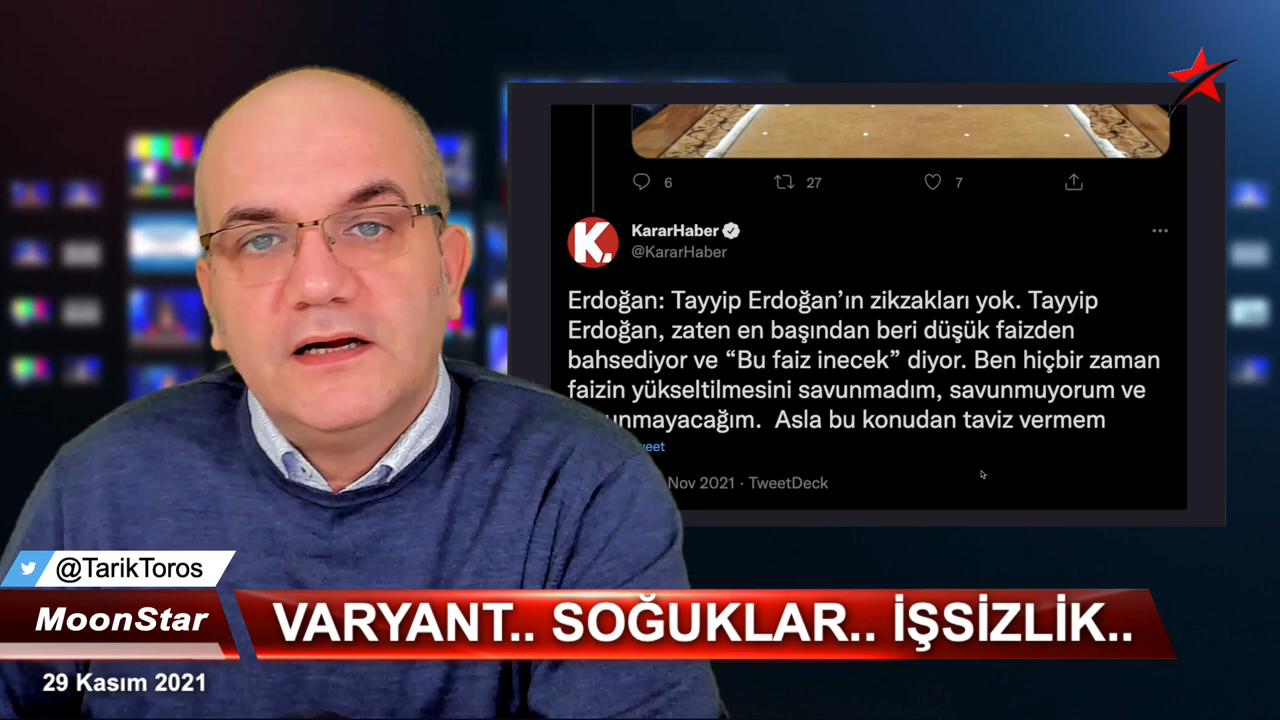 6 27 7
K.
KararHaber
@KararHaber
Erdoğan: Tayyip Erdoğan’ın zikzakları yok. Tayyip
Erdoğan, zaten en başından beri düşük faizden
bahsediyor ve “Bu faiz inecek” diyor. Ben hiçbir zaman
faizin yükseltilmesini savunmadım, savunmuyorum ve
unmayacağım. Asla bu konudan taviz vermem
weet
Nov 2021 · TweetDeck
@TarikToros
MoonStar
VARYANT.. SOĞUKLAR.. İŞSİZLİK..
29 Kasım 2021